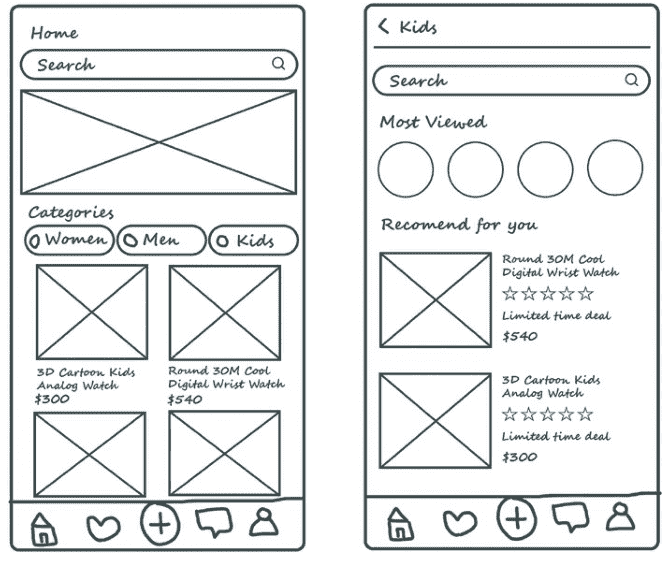 Home
Search
Categories
Women Men Kids
3D Cartoon Kids
Analog Watch
$300
Round 30M Cool
Digital Wrist Watch
$540
Kids
Search
Most Viewed
Recomend for you
Round 30M Cool
Digital Wrist Watch
Limited time deal
$540
3D Cartoon Kids
Analog Watch
Limited time deal
$300